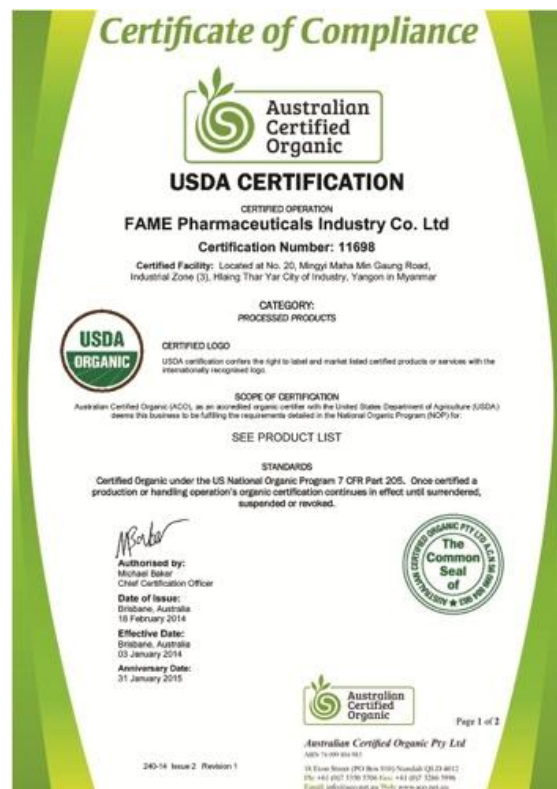 Certificate of Compliance
Australian
Certified
Organic
USDA CERTIFICATION
CERTIFIED OPERATION
FAME Pharmaceuticals Industry Co. Ltd
Certification Number: 11698
Certified Facility: Located at No. 20, Mingyi Maha Min Gaung Road,
Industrial Zone (3), Hlaing Thar Yar City of Industry, Yangon in Myanmar
CATEGORY:
PROCESSED PRODUCTS
USDA
ORGANIC
CERTIFIED LOGO
USDA certification confers the right to label and market listed certified products or services with the
internationally recognised logo.
SCOPE OF CERTIFICATION
Australian Certified Organic (ACO), as an accredited organic certifier with the United States Department of Agriculture (USDA)
deems this business to be fulfilling the requirements detailed in the National Organic Program (NOP) for:
SEE PRODUCT LIST
STANDARDS
Certified Organic under the US National Organic Program 7 CFR Part 205. Once certified a
production or handling operation's organic certification continues in effect until surrendered,
suspended or revoked.
Authorised by:
Michael Baker
Chief Certification Officer
Date of Issue:
Brisbane, Australia
18 February 2014
Effective Date:
Brisbane, Australia
03 January 2014
Anniversary Date:
31 January 2015
AUSTRALIAN CERTIFIED ORGANIC PTY LTD A.C.N
The
Common
Seal
of
Australian
Certified
Organic
Page 1 of 2
Australian Certified Organic Pty Ltd
240-14 Issue 2 Revision 1